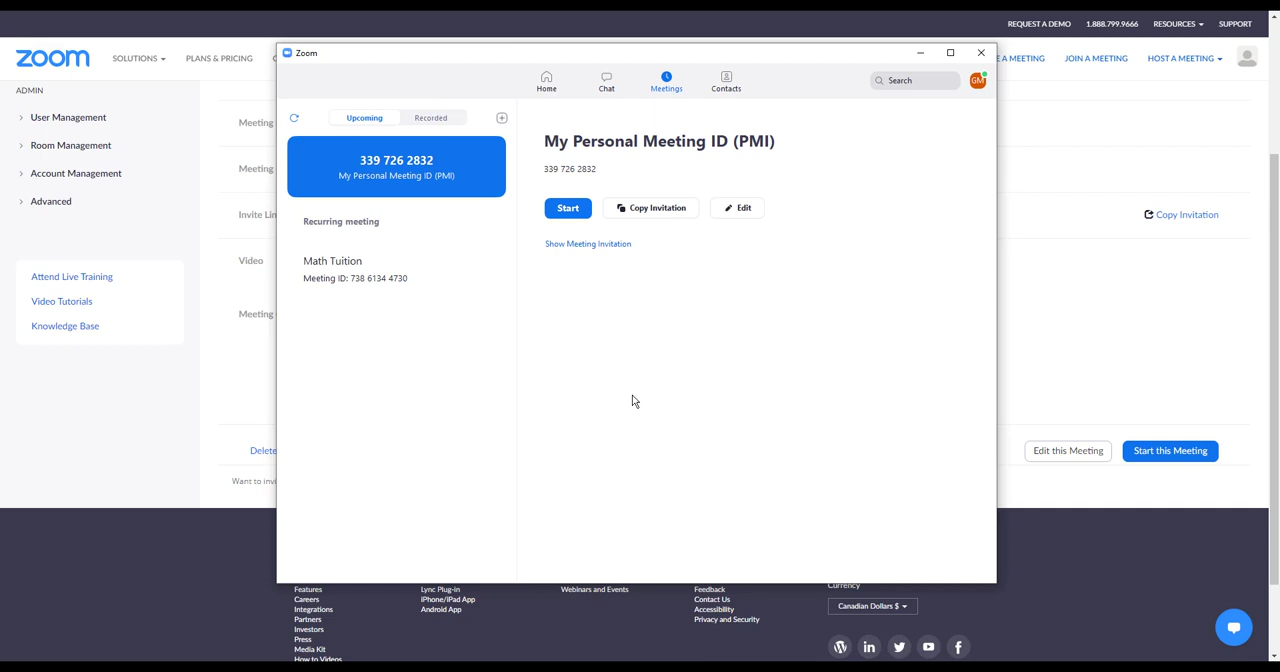 REQUEST A DEMO 1.888.799.9666 RESOURCES SUPPORT
zoom SOLUTIONS PLANS & PRICING
E A MEETING JOIN A MEETING HOST A MEETING
Zoom
Home Chat Meetings Contacts
Search GM
ADMIN
User Management
Room Management
Account Management
Advanced
Attend Live Training
Video Tutorials
Knowledge Base
Meeting
Meeting
Invite Lin
Video
Meeting
Delete
Want to invi
Upcoming Recorded
339 726 2832
My Personal Meeting ID (PMI)
Recurring meeting
Math Tuition
Meeting ID: 738 6134 4730
My Personal Meeting ID (PMI)
339 726 2832
Start Copy Invitation Edit
Show Meeting Invitation
Copy Invitation
Edit this Meeting Start this Meeting
Features
Careers
Integrations
Partners
Investors
Press
Media Kit
How to Videos
Lync Plug-in
iPhone/iPad App
Android App
Webinars and Events
Feedback
Contact Us
Accessibility
Privacy and Security
Currency
Canadian Dollars $